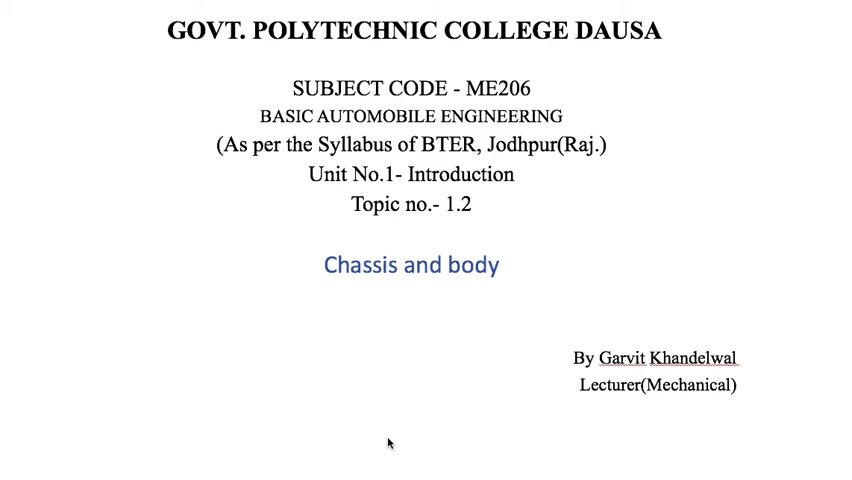 GOVT. POLYTECHNIC COLLEGE DAUSA
SUBJECT CODE - ME206
BASIC AUTOMOBILE ENGINEERING
(As per the Syllabus of BTER, Jodhpur(Raj.)
Unit No.1- Introduction
Topic no.- 1.2
Chassis and body
By Garvit Khandelwal
Lecturer(Mechanical)